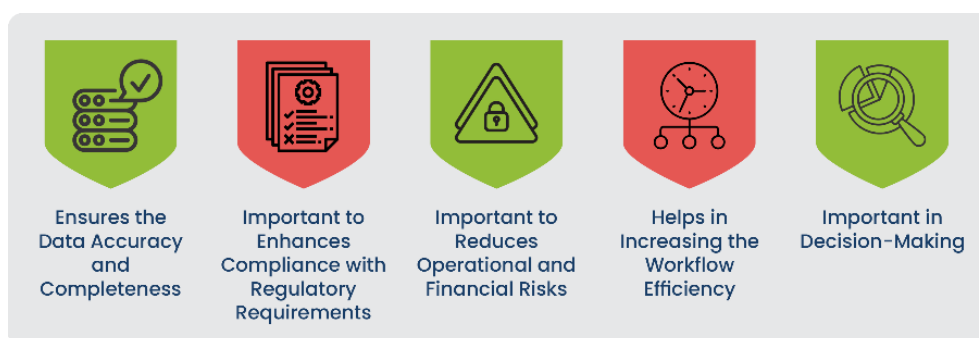 Ensures the
Data Accuracy
and
Completeness
Important to
Enhances
Compliance with
Regulatory
Requirements
Important to
Reduces
Operational and
Financial Risks
Helps in
Increasing the
Workflow
Efficiency
Important in
Decision-Making